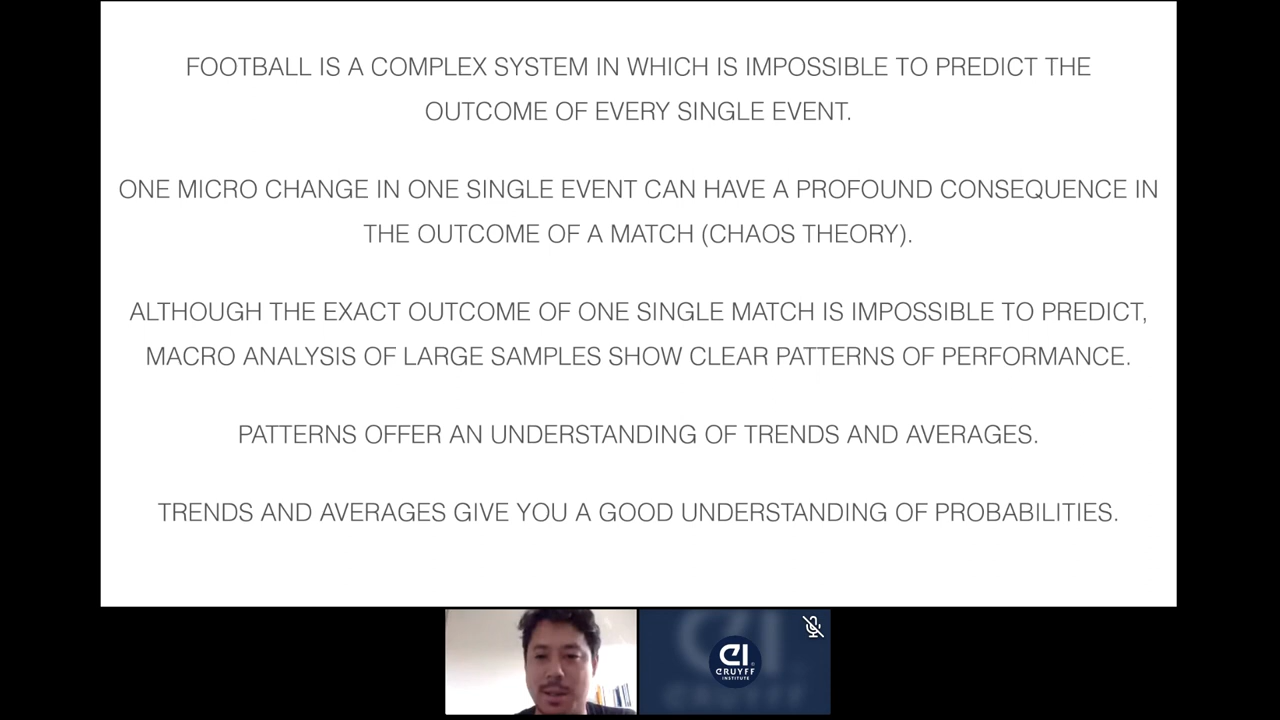 FOOTBALL IS A COMPLEX SYSTEM IN WHICH IS IMPOSSIBLE TO PREDICT THE
OUTCOME OF EVERY SINGLE EVENT.
ONE MICRO CHANGE IN ONE SINGLE EVENT CAN HAVE A PROFOUND CONSEQUENCE IN
THE OUTCOME OF A MATCH (CHAOS THEORY).
ALTHOUGH THE EXACT OUTCOME OF ONE SINGLE MATCH IS IMPOSSIBLE TO PREDICT,
MACRO ANALYSIS OF LARGE SAMPLES SHOW CLEAR PATTERNS OF PERFORMANCE.
PATTERNS OFFER AN UNDERSTANDING OF TRENDS AND AVERAGES.
TRENDS AND AVERAGES GIVE YOU A GOOD UNDERSTANDING OF PROBABILITIES.
CI
CRUYFF
INSTITUTE